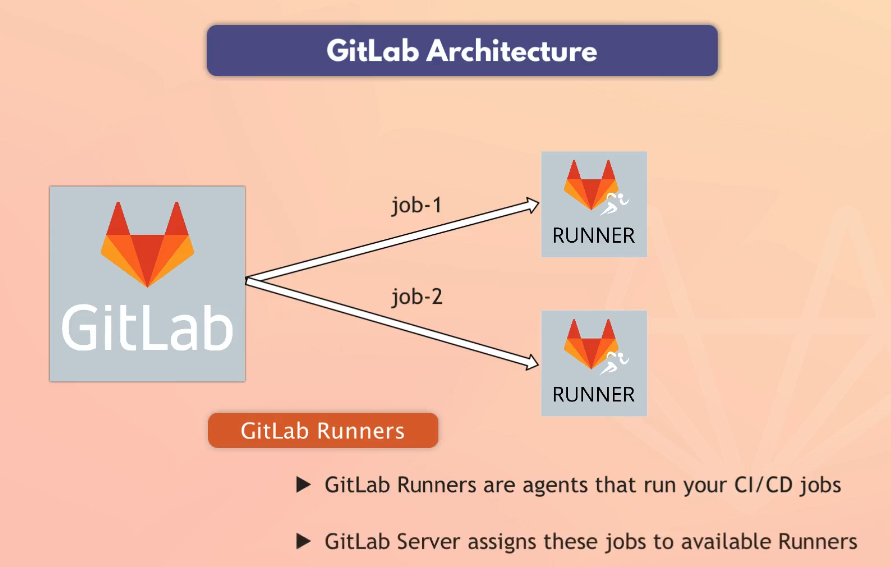 GitLab Architecture
job-1
RUNNER
GitLab
job-2
RUNNER
GitLab Runners
GitLab Runners are agents that run your CI/CD jobs
GitLab Server assigns these jobs to available Runners